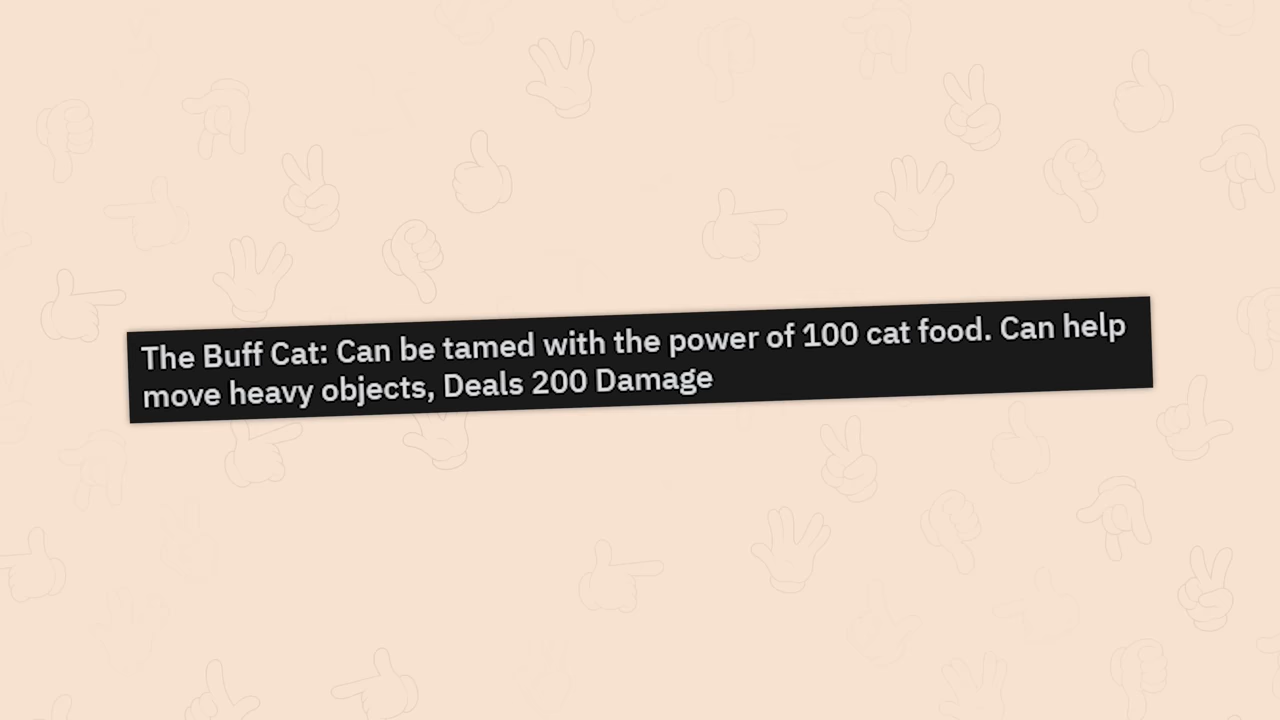 The Buff Cat: Can be tamed with the power of 100 cat food. Can help
move heavy objects, Deals 200 Damage